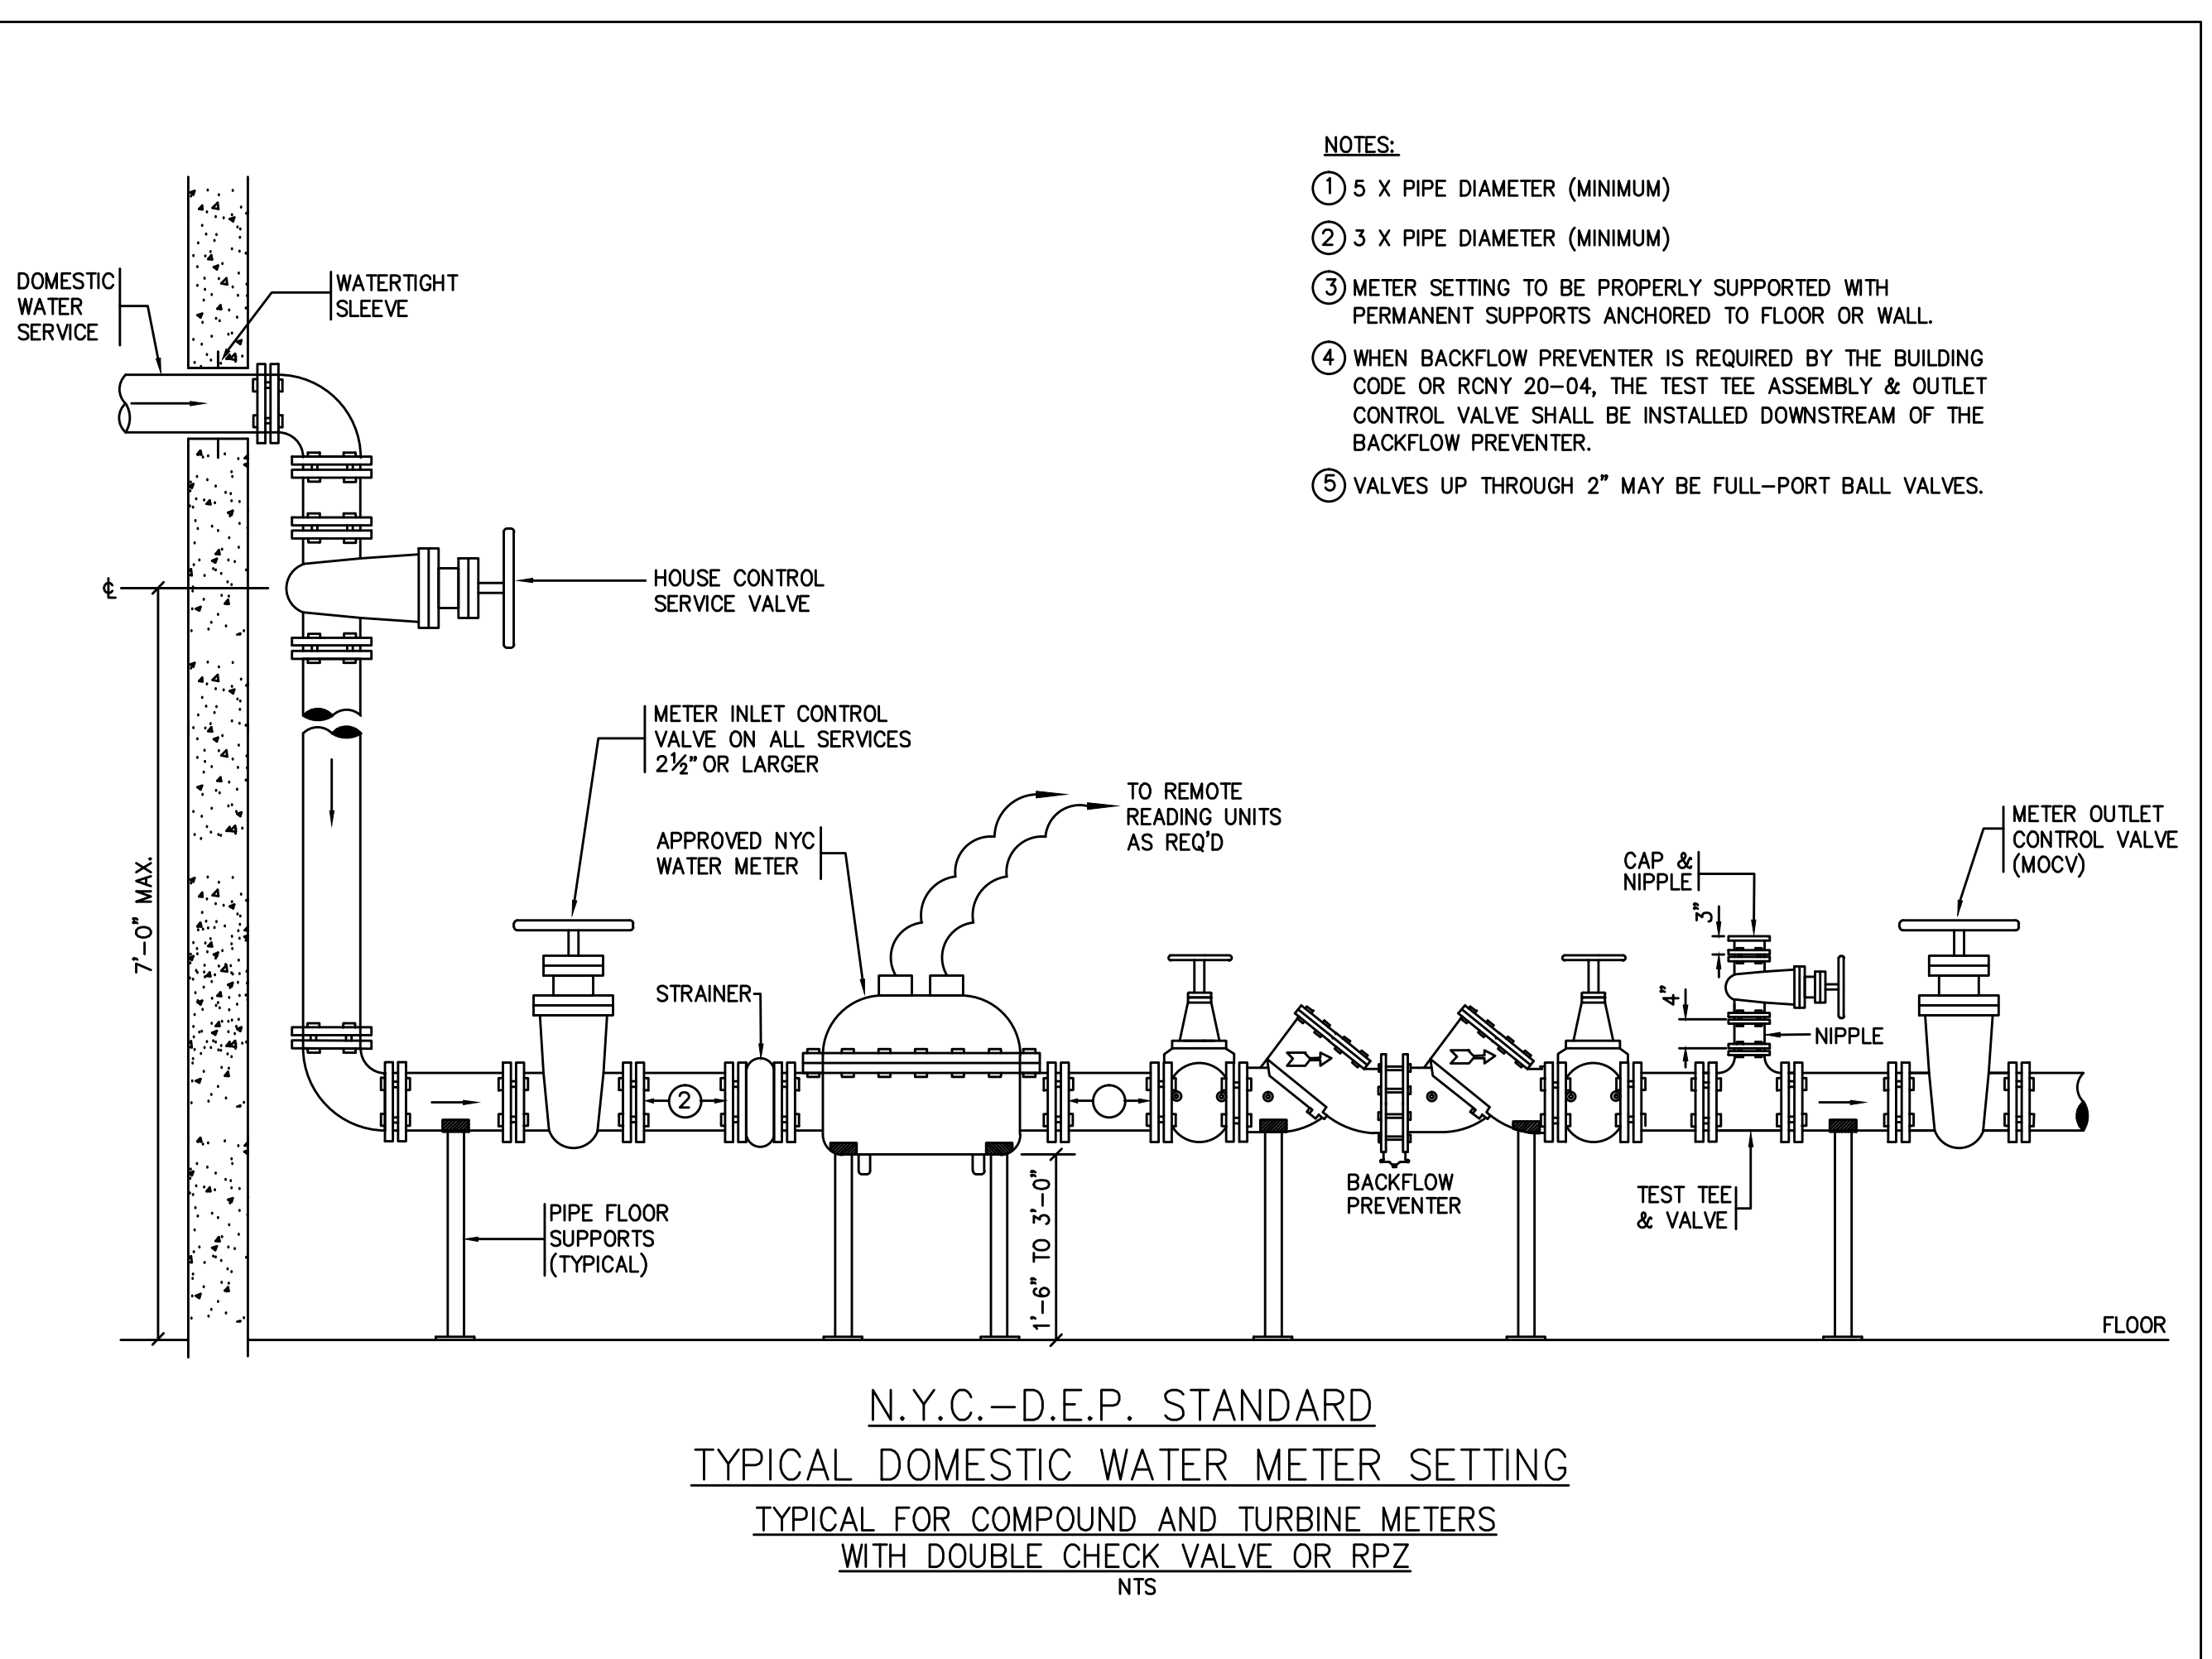 NOTES:
1 5 X PIPE DIAMETER (MINIMUM)
2 3 X PIPE DIAMETER (MINIMUM)
3 METER SETTING TO BE PROPERLY SUPPORTED WITH
PERMANENT SUPPORTS ANCHORED TO FLOOR OR WALL.
4 WHEN BACKFLOW PREVENTER IS REQUIRED BY THE BUILDING
CODE OR RCNY 20-04, THE TEST TEE ASSEMBLY & OUTLET
CONTROL VALVE SHALL BE INSTALLED DOWNSTREAM OF THE
BACKFLOW PREVENTER.
5 VALVES UP THROUGH 2" MAY BE FULL-PORT BALL VALVES.
DOMESTIC
WATER
SERVICE
WATERTIGHT
SLEEVE
℄
HOUSE CONTROL
SERVICE VALVE
7'-0" MAX.
METER INLET CONTROL
VALVE ON ALL SERVICES
2½" OR LARGER
APPROVED NYC
WATER METER
TO REMOTE
READING UNITS
AS REQ'D
STRAINER
2
CAP &
NIPPLE
3"
4"
NIPPLE
METER OUTLET
CONTROL VALVE
(MOCV)
PIPE FLOOR
SUPPORTS
(TYPICAL)
1'-6" TO 3'-0"
BACKFLOW
PREVENTER
TEST TEE
& VALVE
FLOOR
N.Y.C.-D.E.P. STANDARD
TYPICAL DOMESTIC WATER METER SETTING
TYPICAL FOR COMPOUND AND TURBINE METERS
WITH DOUBLE CHECK VALVE OR RPZ
NTS